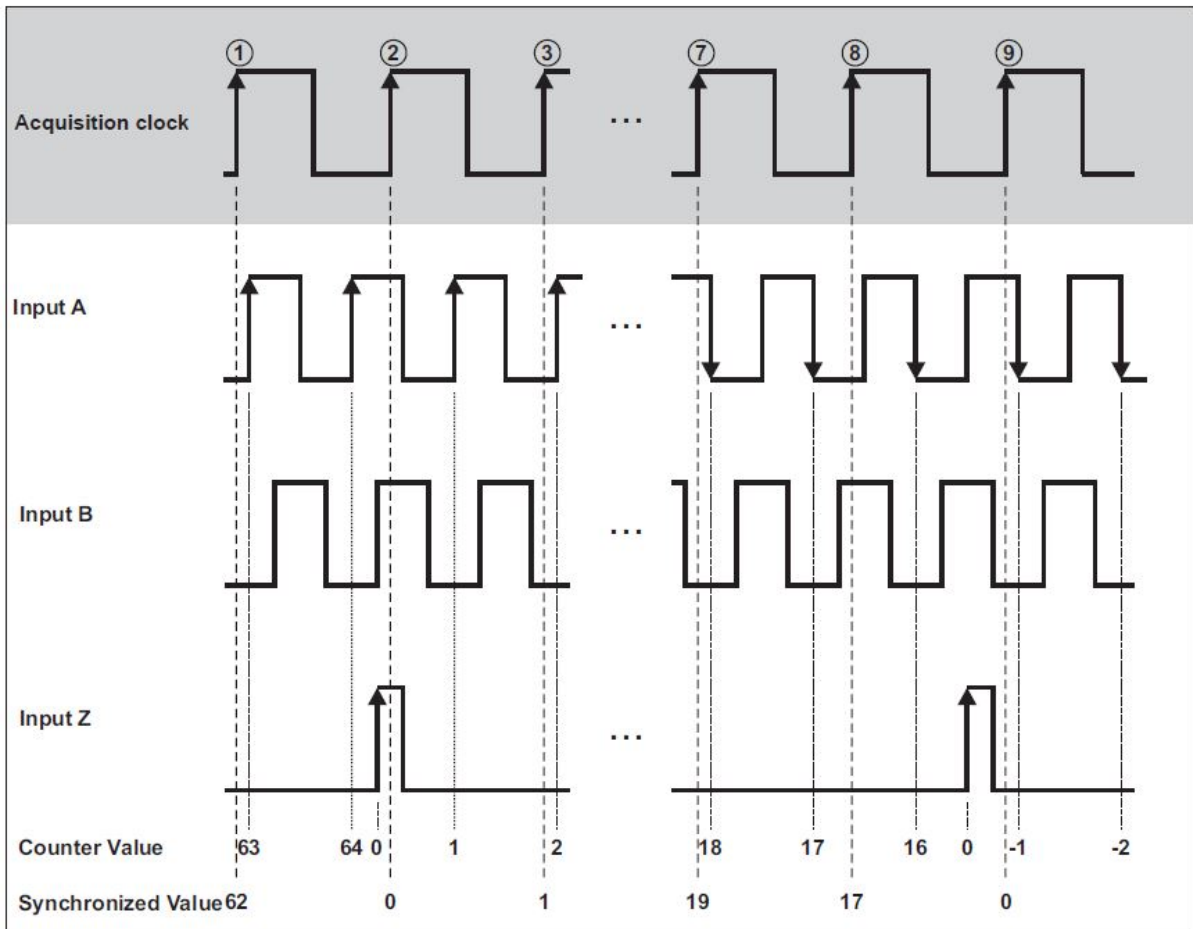 ① ② ③ ⑦ ⑧ ⑨
Acquisition clock ...
Input A ...
Input B ...
Input Z ...
Counter Value 63 64 0 1 2 18 17 16 0 -1 -2
Synchronized Value 62 0 1 19 17 0